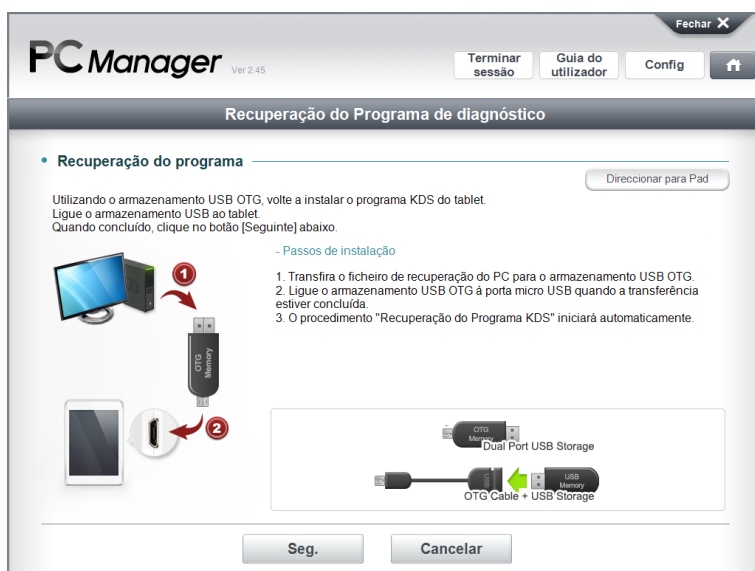 Fechar X
PC Manager Ver 2.45
Terminar sessão
Guia do utilizador
Config
Recuperação do Programa de diagnóstico
• Recuperação do programa
Direccionar para Pad
Utilizando o armazenamento USB OTG, volte a instalar o programa KDS do tablet.
Ligue o armazenamento USB ao tablet.
Quando concluído, clique no botão [Seguinte] abaixo.
- Passos de instalação
1. Transfira o ficheiro de recuperação do PC para o armazenamento USB OTG.
2. Ligue o armazenamento USB OTG à porta micro USB quando a transferência
estiver concluída.
3. O procedimento "Recuperação do Programa KDS" iniciará automaticamente.
1
OTG
Memory
2
OTG
Memory
Dual Port USB Storage
USB
USB
Memory
OTG Cable + USB Storage
Seg.
Cancelar